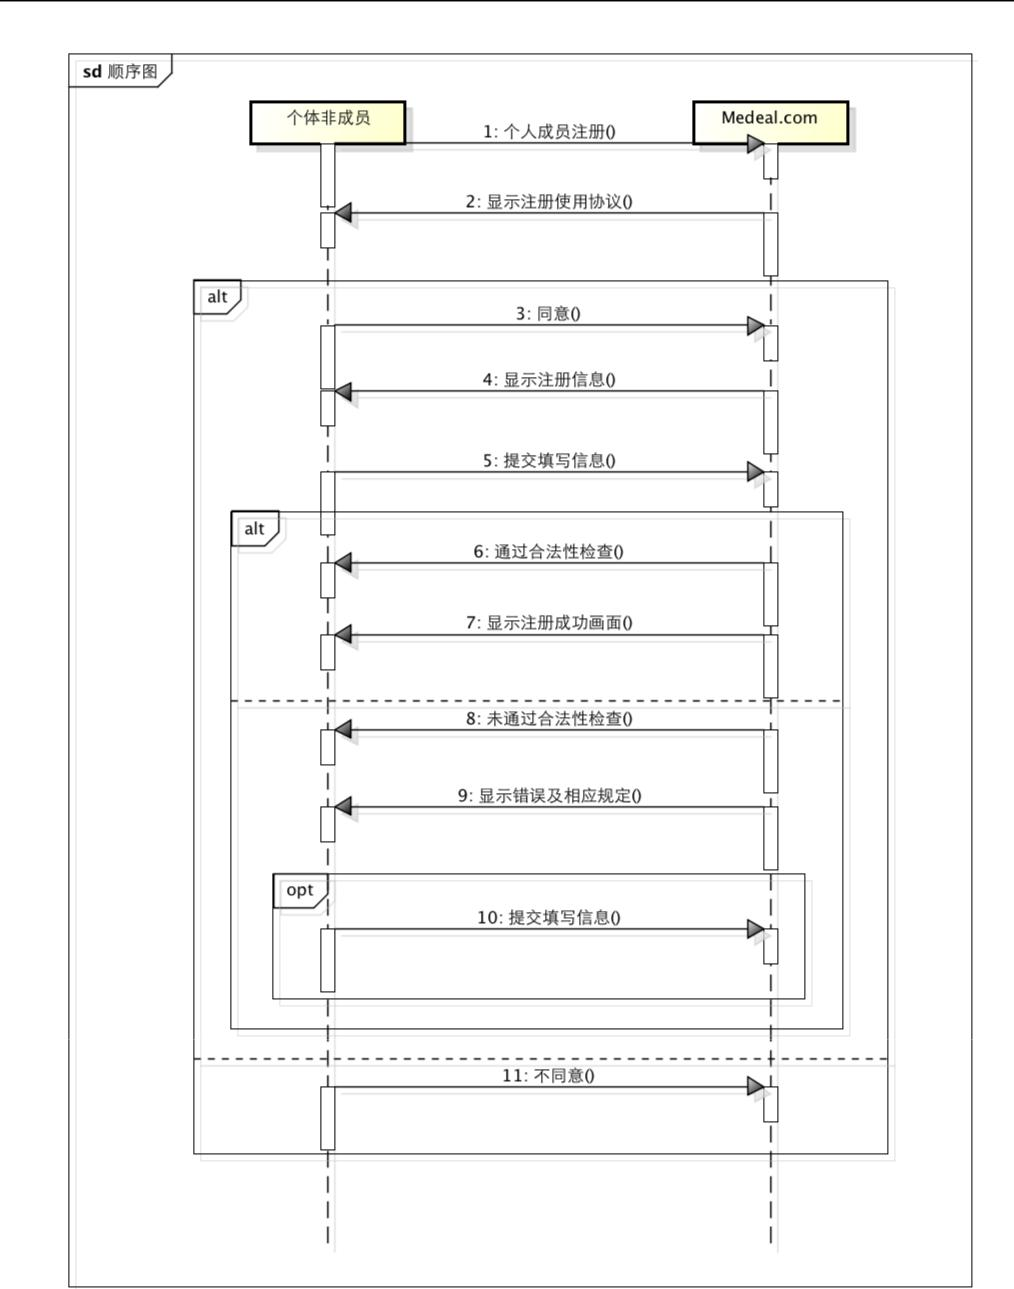 sd 顺序图
个体非成员
Medeal.com
1: 个人成员注册()
2: 显示注册使用协议()
alt
3: 同意()
4: 显示注册信息()
5: 提交填写信息()
alt
6: 通过合法性检查()
7: 显示注册成功画面()
8: 未通过合法性检查()
9: 显示错误及相应规定()
opt
10: 提交填写信息()
11: 不同意()